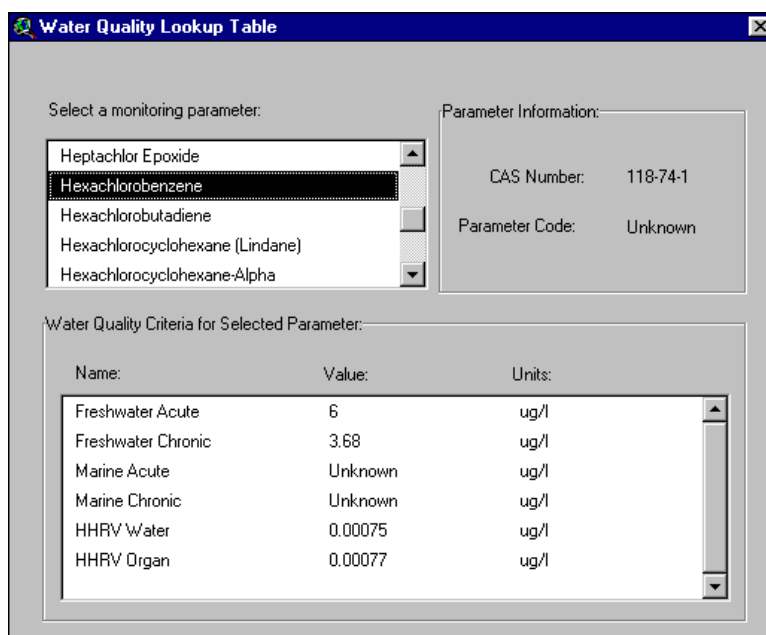 Water Quality Lookup Table
Select a monitoring parameter:
Heptachlor Epoxide
Hexachlorobenzene
Hexachlorobutadiene
Hexachlorocyclohexane (Lindane)
Hexachlorocyclohexane-Alpha
Parameter Information:
CAS Number: 118-74-1
Parameter Code: Unknown
Water Quality Criteria for Selected Parameter:
Name: Value: Units:
Freshwater Acute 6 ug/l
Freshwater Chronic 3.68 ug/l
Marine Acute Unknown ug/l
Marine Chronic Unknown ug/l
HHRV Water 0.00075 ug/l
HHRV Organ 0.00077 ug/l